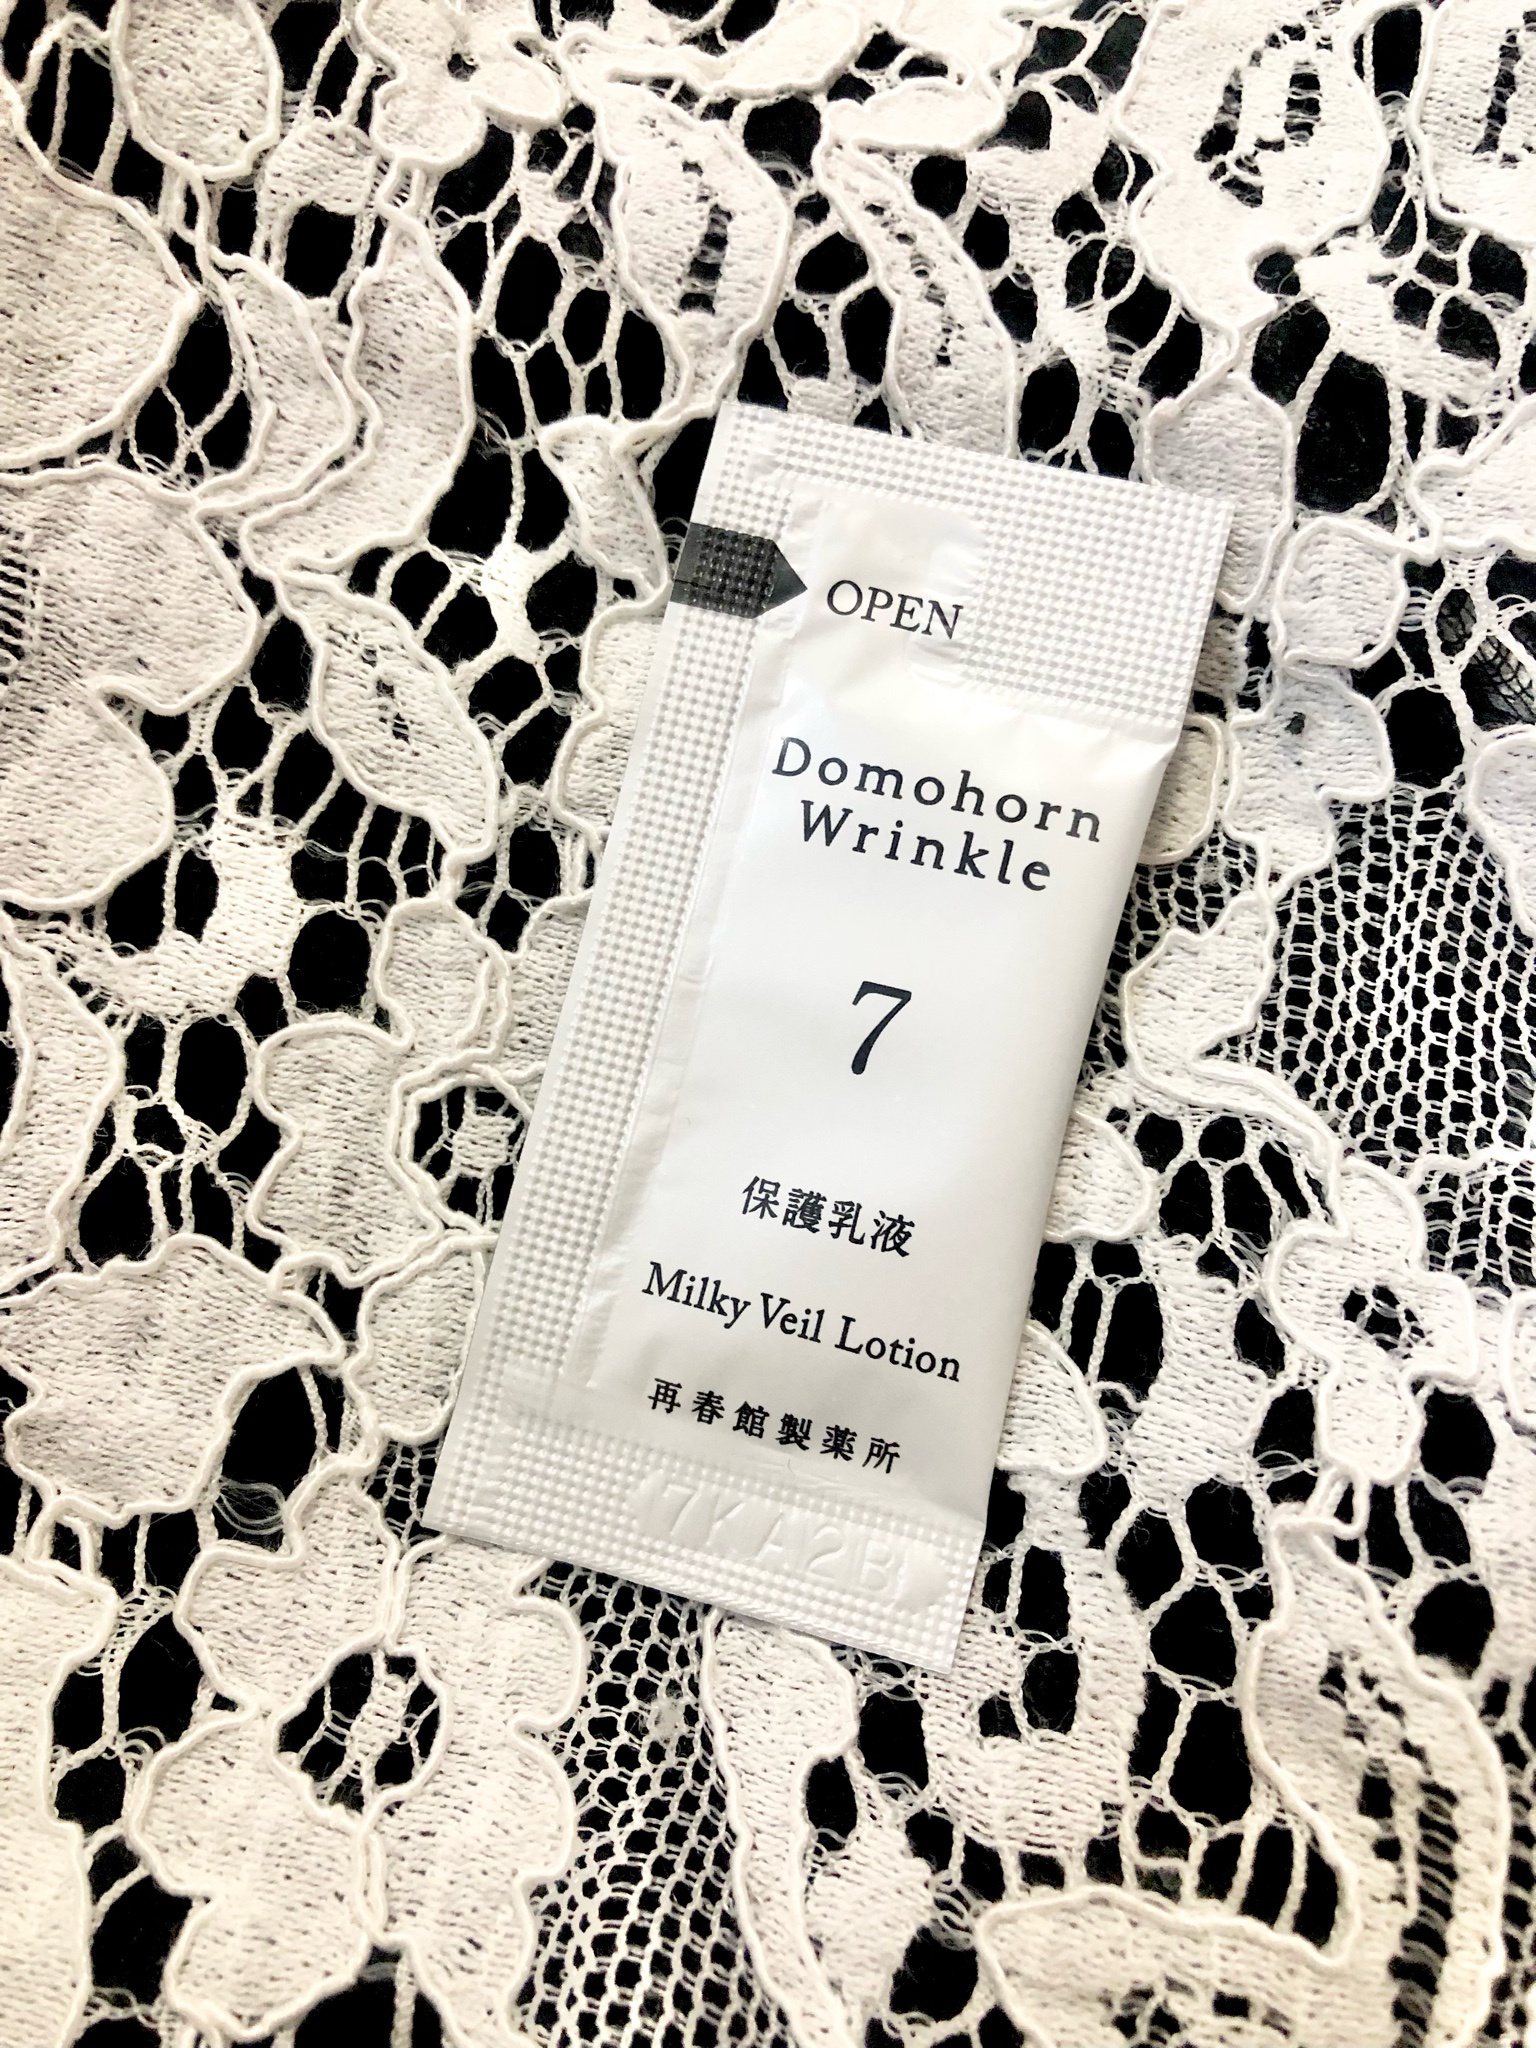 OPEN
Domohorn
Wrinkle
7
保護乳液
Milky Veil Lotion
再春館製薬所